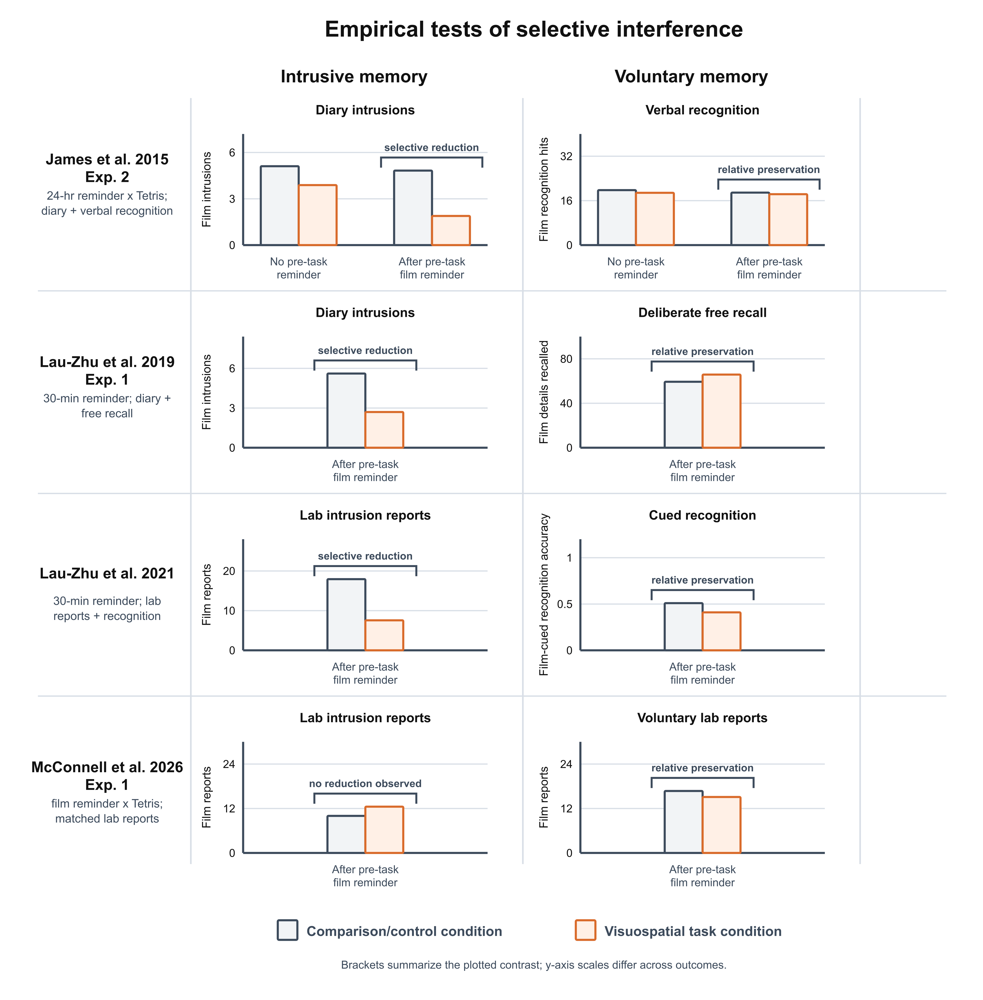 Empirical tests of selective interference
Intrusive memory
Voluntary memory
James et al. 2015
Exp. 2
24-hr reminder x Tetris;
diary + verbal recognition
Diary intrusions
Film intrusions
6
3
0
selective reduction
No pre-task
reminder
After pre-task
film reminder
Verbal recognition
Film recognition hits
32
16
0
relative preservation
No pre-task
reminder
After pre-task
film reminder
Lau-Zhu et al. 2019
Exp. 1
30-min reminder; diary +
free recall
Diary intrusions
Film intrusions
6
3
0
selective reduction
After pre-task
film reminder
Deliberate free recall
Film details recalled
80
40
0
relative preservation
After pre-task
film reminder
Lau-Zhu et al. 2021
30-min reminder; lab
reports + recognition
Lab intrusion reports
Film reports
20
10
0
selective reduction
After pre-task
film reminder
Cued recognition
Film-cued recognition accuracy
1
0.5
0
relative preservation
After pre-task
film reminder
McConnell et al. 2026
Exp. 1
film reminder x Tetris;
matched lab reports
Lab intrusion reports
Film reports
24
12
0
no reduction observed
After pre-task
film reminder
Voluntary lab reports
Film reports
24
12
0
relative preservation
After pre-task
film reminder
Comparison/control condition
Visuospatial task condition
Brackets summarize the plotted contrast; y-axis scales differ across outcomes.